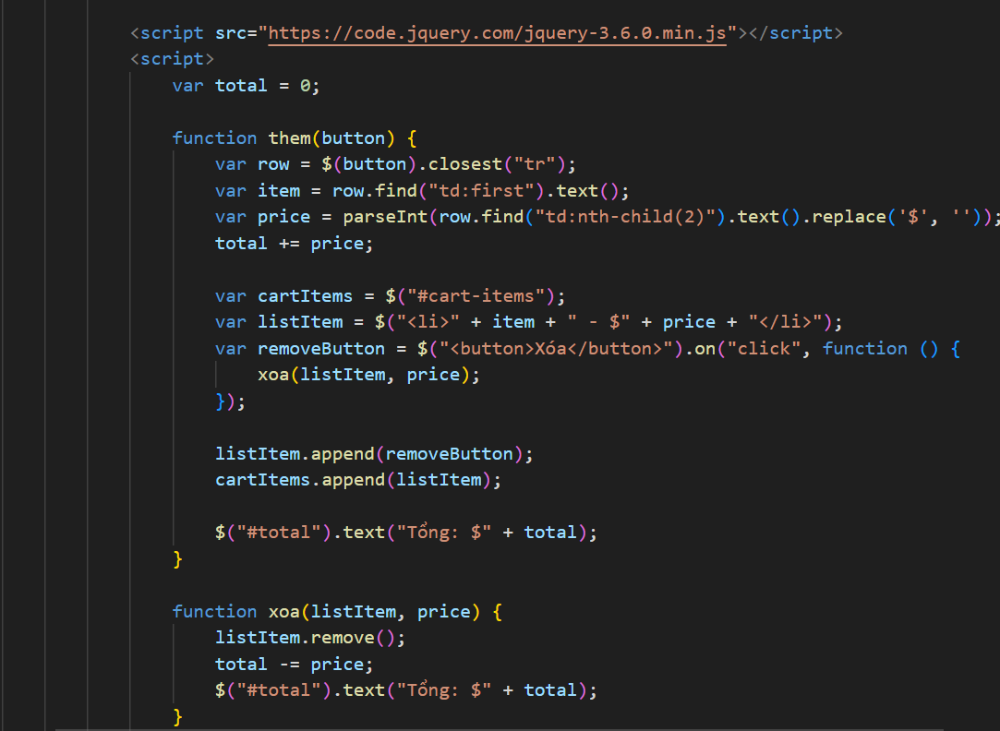 <script src="https://code.jquery.com/jquery-3.6.0.min.js"></script>
<script>
var total = 0;
function them(button) {
var row = $(button).closest("tr");
var item = row.find("td:first").text();
var price = parseInt(row.find("td:nth-child(2)").text().replace('$', ''));
total += price;
var cartItems = $("#cart-items");
var listItem = $("<li>" + item + " - $" + price + "</li>");
var removeButton = $("<button>Xóa</button>").on("click", function () {
xoa(listItem, price);
});
listItem.append(removeButton);
cartItems.append(listItem);
$("#total").text("Tổng: $" + total);
}
function xoa(listItem, price) {
listItem.remove();
total -= price;
$("#total").text("Tổng: $" + total);
}